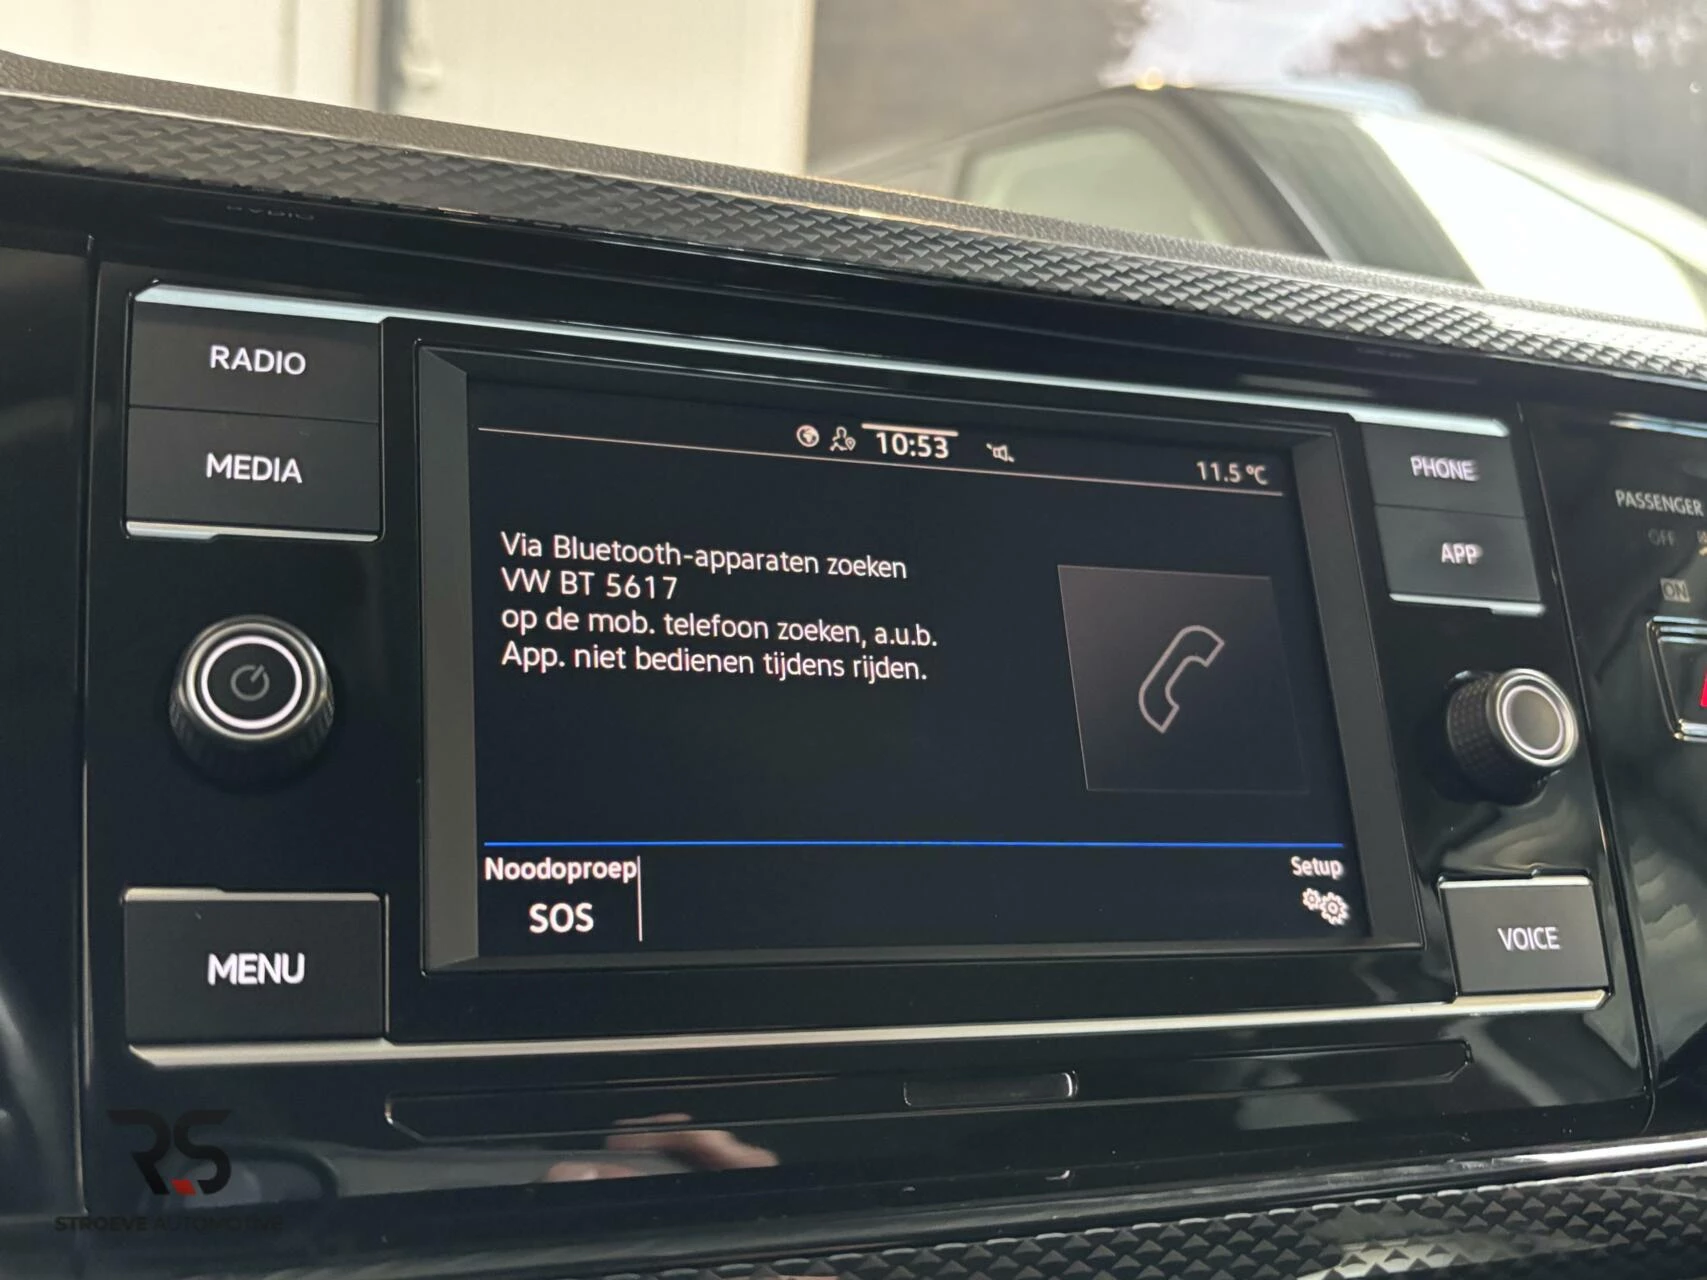 RADIO
MEDIA
MENU
10:53
11.5 °C
Via Bluetooth-apparaten zoeken
VW BT 5617
op de mob. telefoon zoeken, a.u.b.
App. niet bedienen tijdens rijden.
Noodoproep
SOS
Setup
PHONE
APP
VOICE
PASSENGER
OFF
ON
RS
STROEVE AUTOMOTIVE